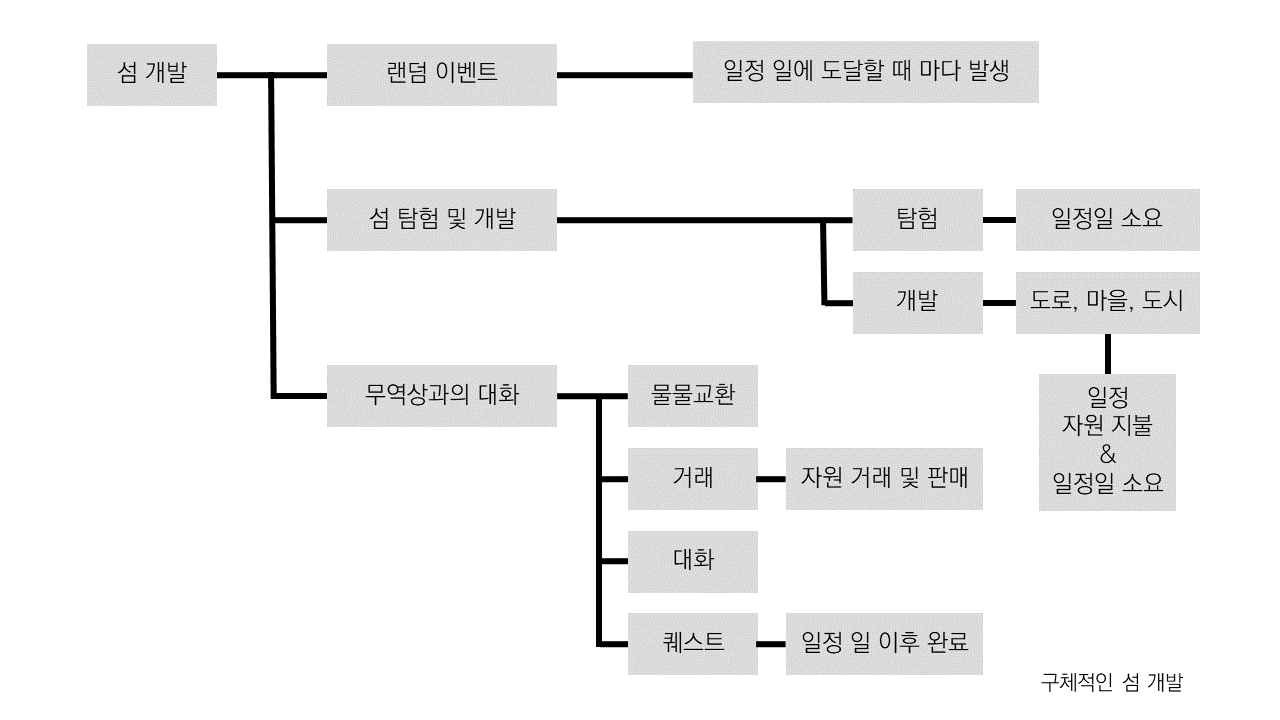 섬 개발
랜덤 이벤트
일정 일에 도달할 때 마다 발생
섬 탐험 및 개발
탐험
일정일 소요
개발
도로, 마을, 도시
일정
자원 지불
&
일정일 소요
무역상과의 대화
물물교환
거래
자원 거래 및 판매
대화
퀘스트
일정 일 이후 완료
구체적인 섬 개발